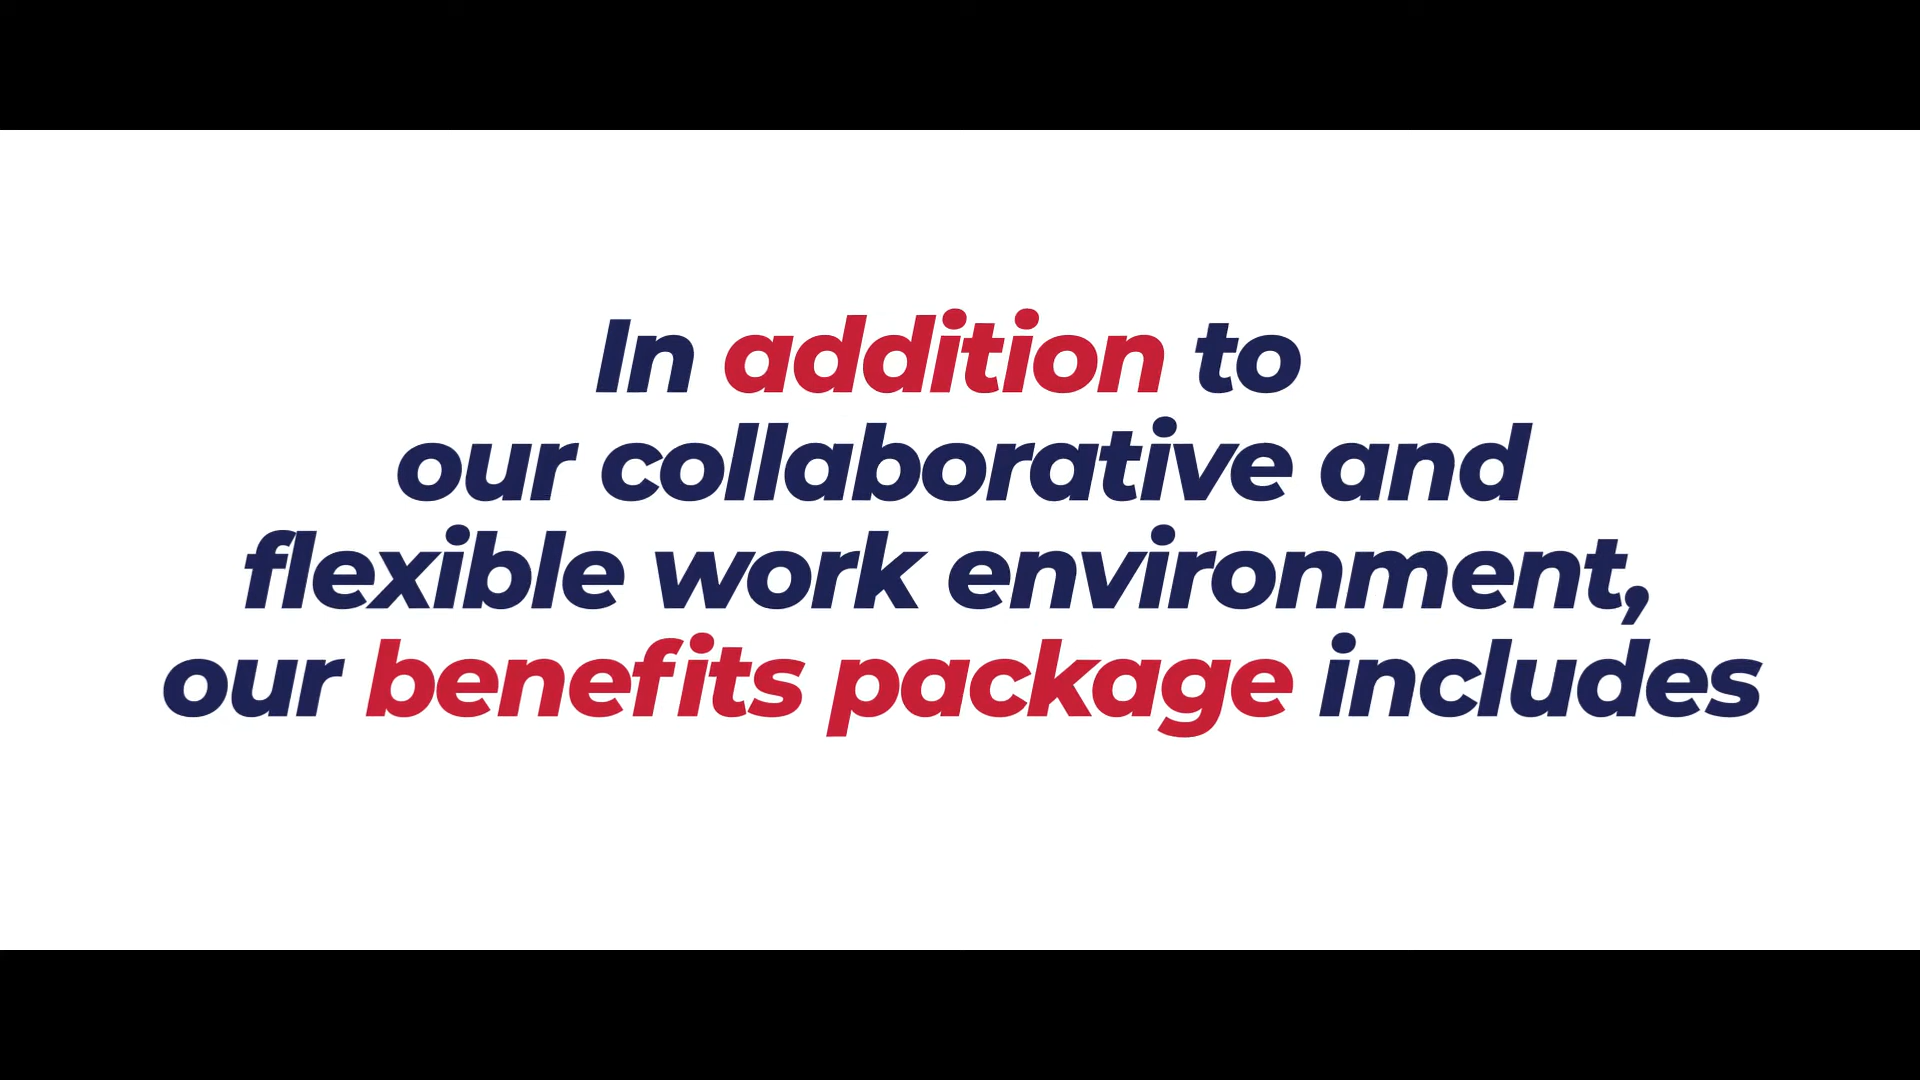 In addition to
our collaborative and
flexible work environment,
our benefits package includes